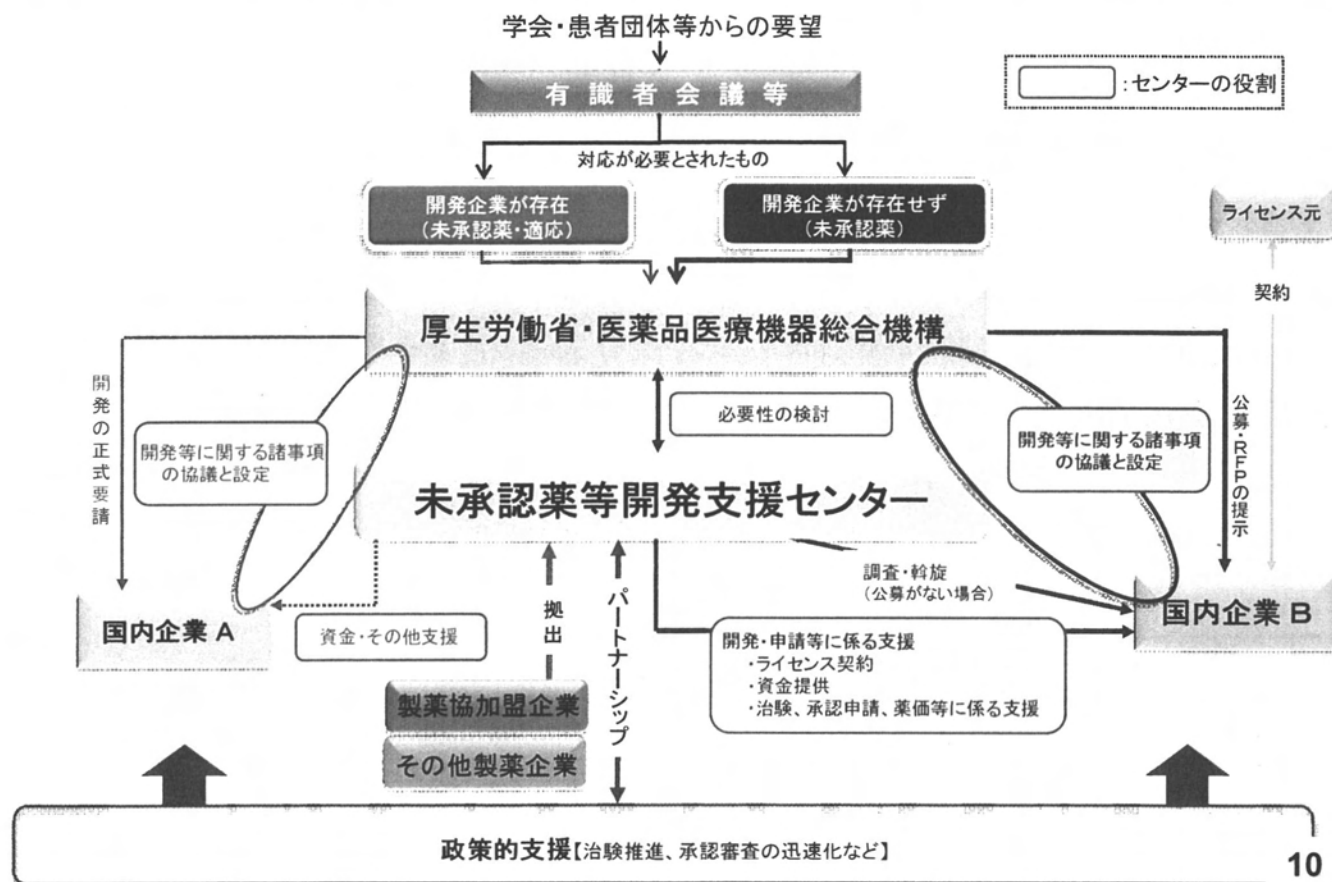 学会・患者団体等からの要望
有識者会議等
:センターの役割
対応が必要とされたもの
開発企業が存在
(未承認薬・適応)
開発企業が存在せず
(未承認薬)
ライセンス元
契約
厚生労働省・医薬品医療機器総合機構
開発の正式要請
開発等に関する諸事項
の協議と設定
必要性の検討
開発等に関する諸事項
の協議と設定
公募・RFPの提示
未承認薬等開発支援センター
調査・斡旋
(公募がない場合)
国内企業 A
資金・その他支援
拠出
パートナーシップ
国内企業 B
開発・申請等に係る支援
・ライセンス契約
・資金提供
・治験、承認申請、薬価等に係る支援
製薬協加盟企業
その他製薬企業
政策的支援【治験推進、承認審査の迅速化など】
10